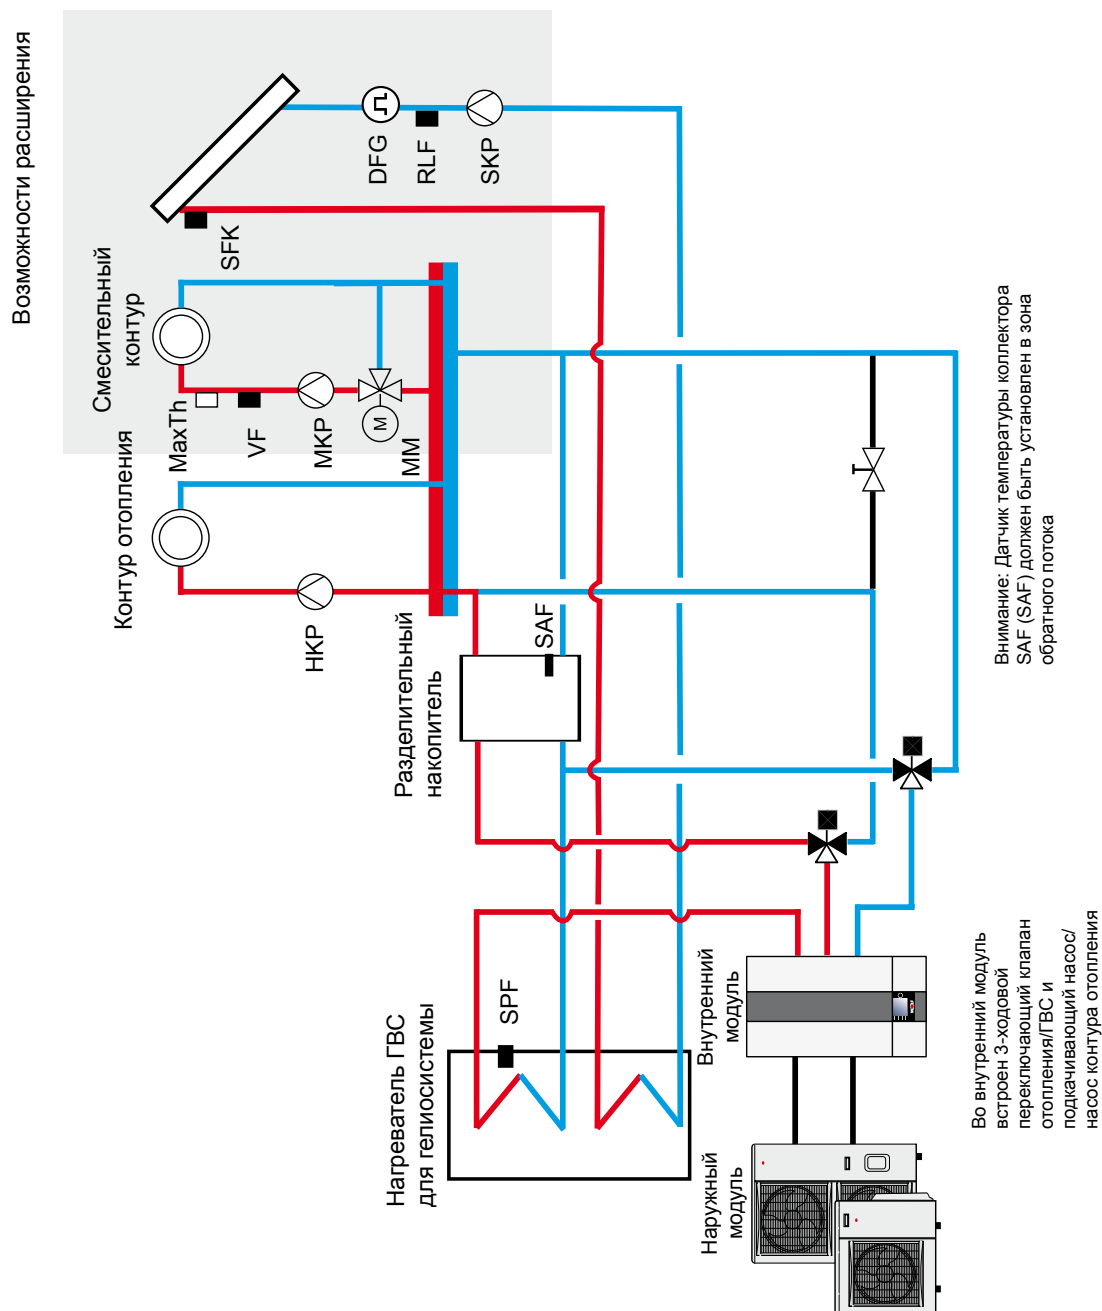 Возможности расширения
DFG
RLF
SKP
SFK
Смесительный
контур
MaxTh
VF
MKP
MM
M
Контур отопления
HKP
Разделительный
накопитель
SAF
Нагреватель ГВС
для гелиосистемы
SPF
Внутренний
модуль
Наружный
модуль
Внимание: Датчик температуры коллектора
SAF (SAF) должен быть установлен в зона
обратного потока
Во внутренний модуль
встроен 3-ходовой
переключающий клапан
отопления/ГВС и
подкачивающий насос/
насос контура отопления